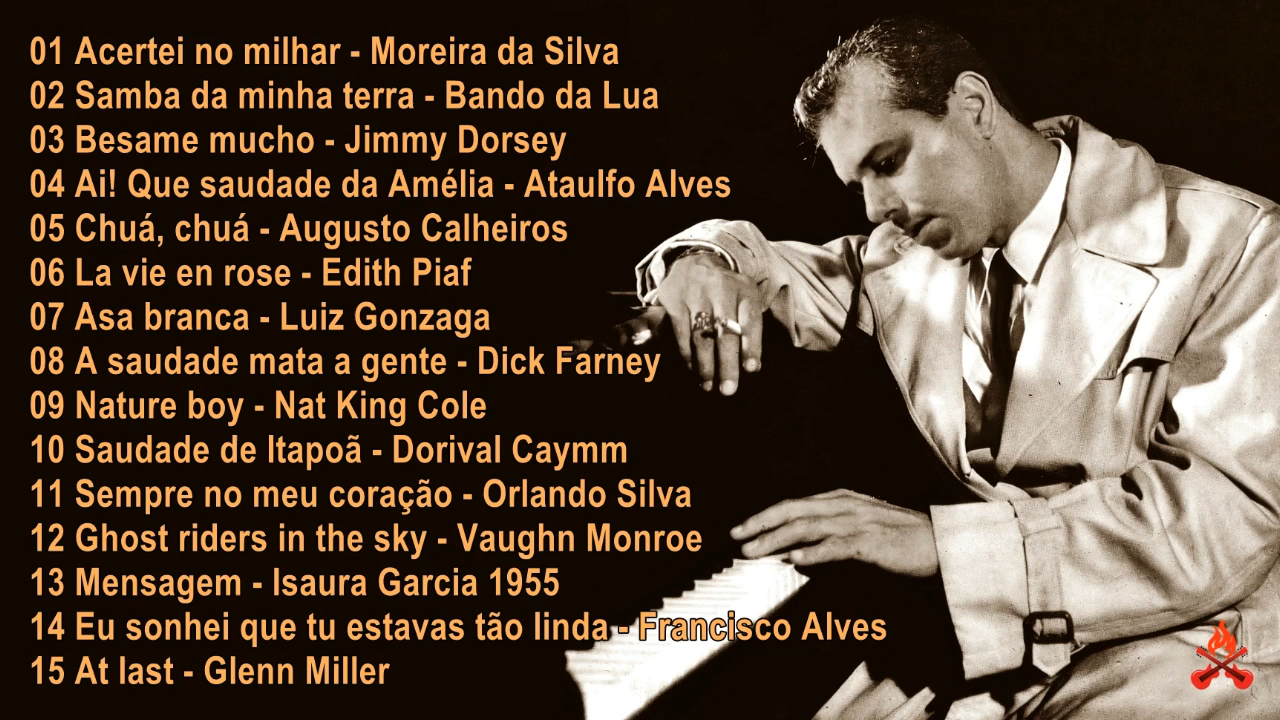 01 Acertei no milhar - Moreira da Silva
02 Samba da minha terra - Bando da Lua
03 Besame mucho - Jimmy Dorsey
04 Ai! Que saudade da Amélia - Ataulfo Alves
05 Chuá, chuá - Augusto Calheiros
06 La vie en rose - Edith Piaf
07 Asa branca - Luiz Gonzaga
08 A saudade mata a gente - Dick Farney
09 Nature boy - Nat King Cole
10 Saudade de Itapoã - Dorival Caymm
11 Sempre no meu coração - Orlando Silva
12 Ghost riders in the sky - Vaughn Monroe
13 Mensagem - Isaura Garcia 1955
14 Eu sonhei que tu estavas tão linda - Francisco Alves
15 At last - Glenn Miller